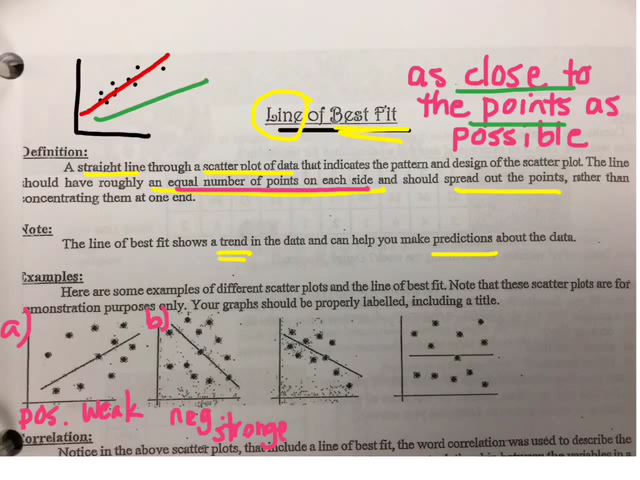 as close to
the points as
possible
Line of Best Fit
Definition:
A straight line through a scatter plot of data that indicates the pattern and design of the scatter plot. The line
should have roughly an equal number of points on each side and should spread out the points, rather than
concentrating them at one end.
Note:
The line of best fit shows a trend in the data and can help you make predictions about the data.
Examples:
Here are some examples of different scatter plots and the line of best fit. Note that these scatter plots are for
emonstration purposes only. Your graphs should be properly labelled, including a title.
a) b)
pos. weak neg stronge
Correlation:
Notice in the above scatter plots, that include a line of best fit, the word correlation was used to describe the